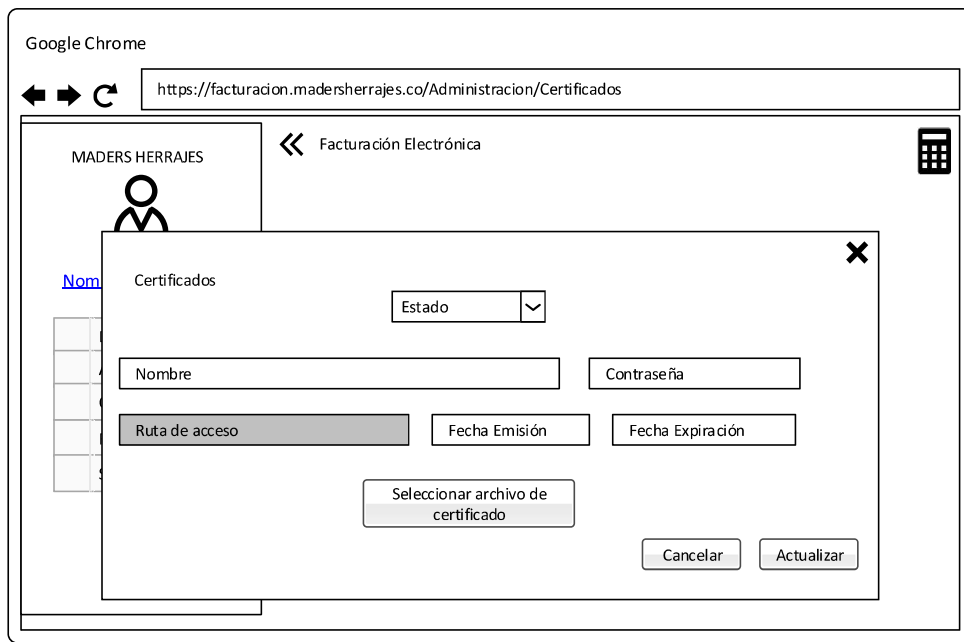 Google Chrome
https://facturacion.madersherrajes.co/Administracion/Certificados
MADERS HERRAJES
Facturación Electrónica
Nom
Certificados
Estado
Nombre
Contraseña
Ruta de acceso
Fecha Emisión
Fecha Expiración
Seleccionar archivo de
certificado
Cancelar
Actualizar